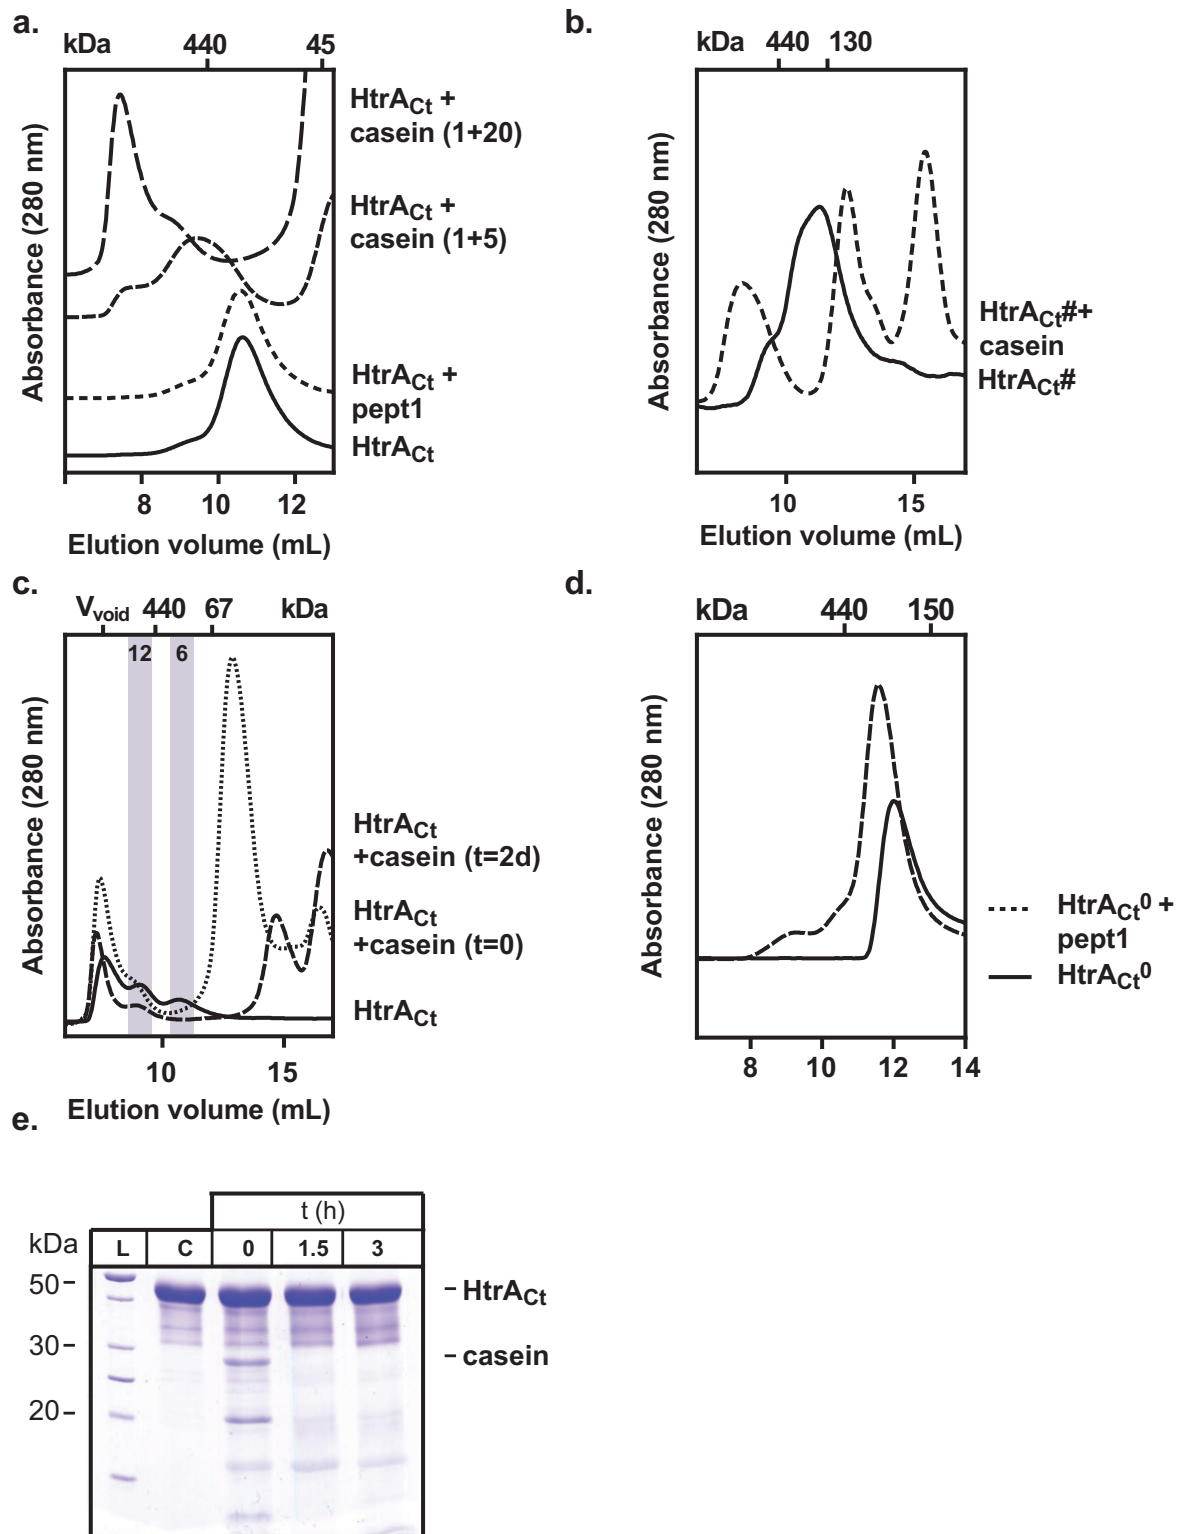 a.
kDa 440 45
Absorbance (280 nm)
HtrACt +
casein (1+20)
HtrACt +
casein (1+5)
HtrACt +
pept1
HtrACt
8 10 12
Elution volume (mL)
b.
kDa 440 130
Absorbance (280 nm)
HtrACt#+
casein
HtrACt#
10 15
Elution volume (mL)
c.
Vvoid 440 67 kDa
12 6
Absorbance (280 nm)
HtrACt
+casein (t=2d)
HtrACt
+casein (t=0)
HtrACt
10 15
Elution volume (mL)
d.
kDa 440 150
Absorbance (280 nm)
HtrACt0 +
pept1
HtrACt0
8 10 12 14
e.
t (h)
kDa L C 0 1.5 3
50
30
20
HtrACt
casein